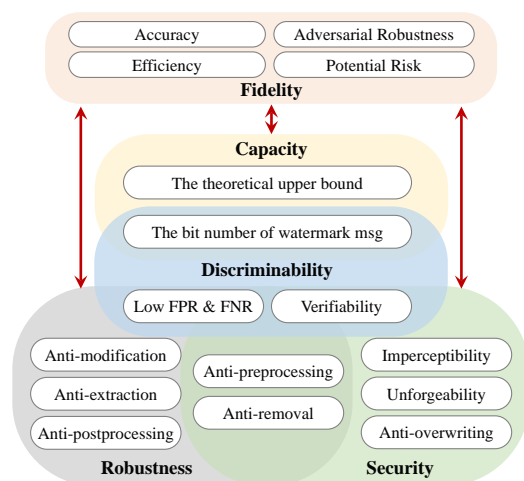 Accuracy
Adversarial Robustness
Efficiency
Potential Risk
Fidelity
Capacity
The theoretical upper bound
The bit number of watermark msg
Discriminability
Low FPR & FNR
Verifiability
Anti-modification
Anti-extraction
Anti-postprocessing
Anti-preprocessing
Anti-removal
Imperceptibility
Unforgeability
Anti-overwriting
Robustness
Security